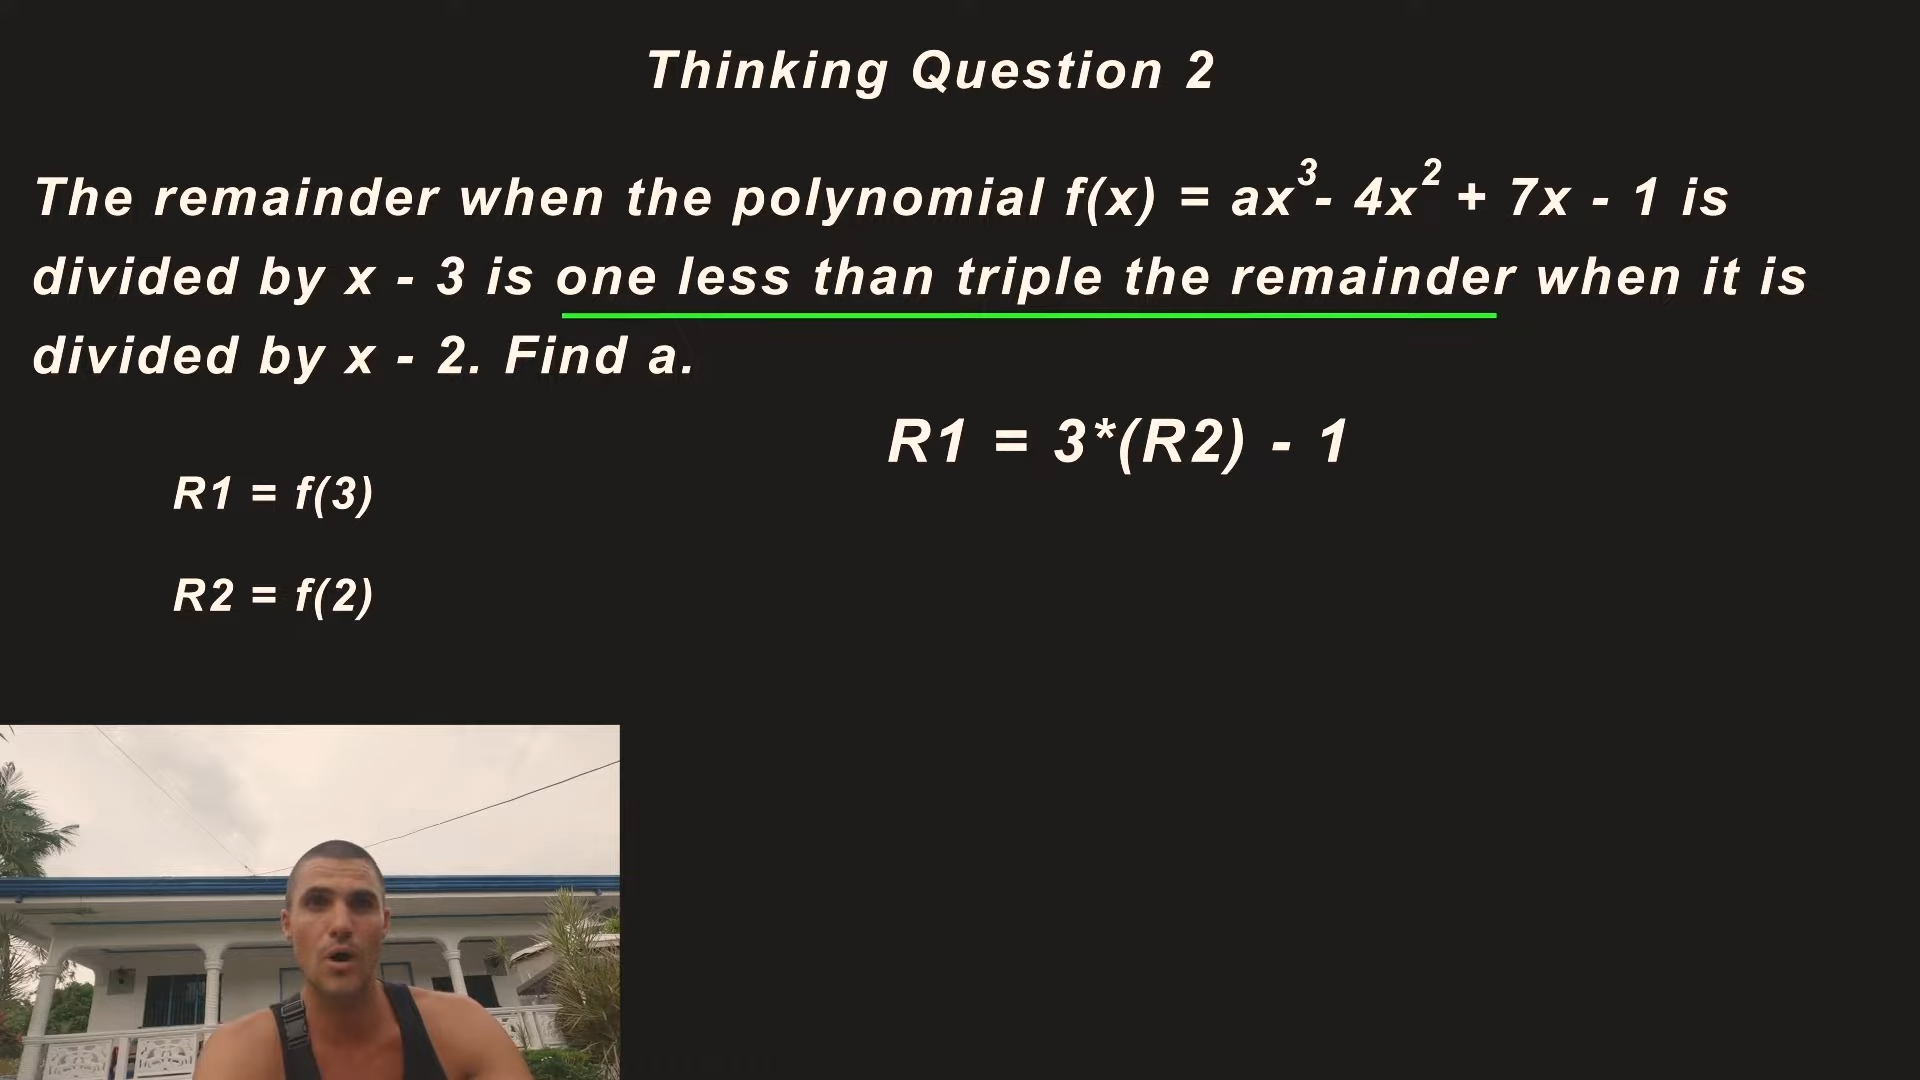 Thinking Question 2
The remainder when the polynomial f(x) = ax³- 4x² + 7x - 1 is
divided by x - 3 is one less than triple the remainder when it is
divided by x - 2. Find a.
R1 = 3*(R2) - 1
R1 = f(3)
R2 = f(2)